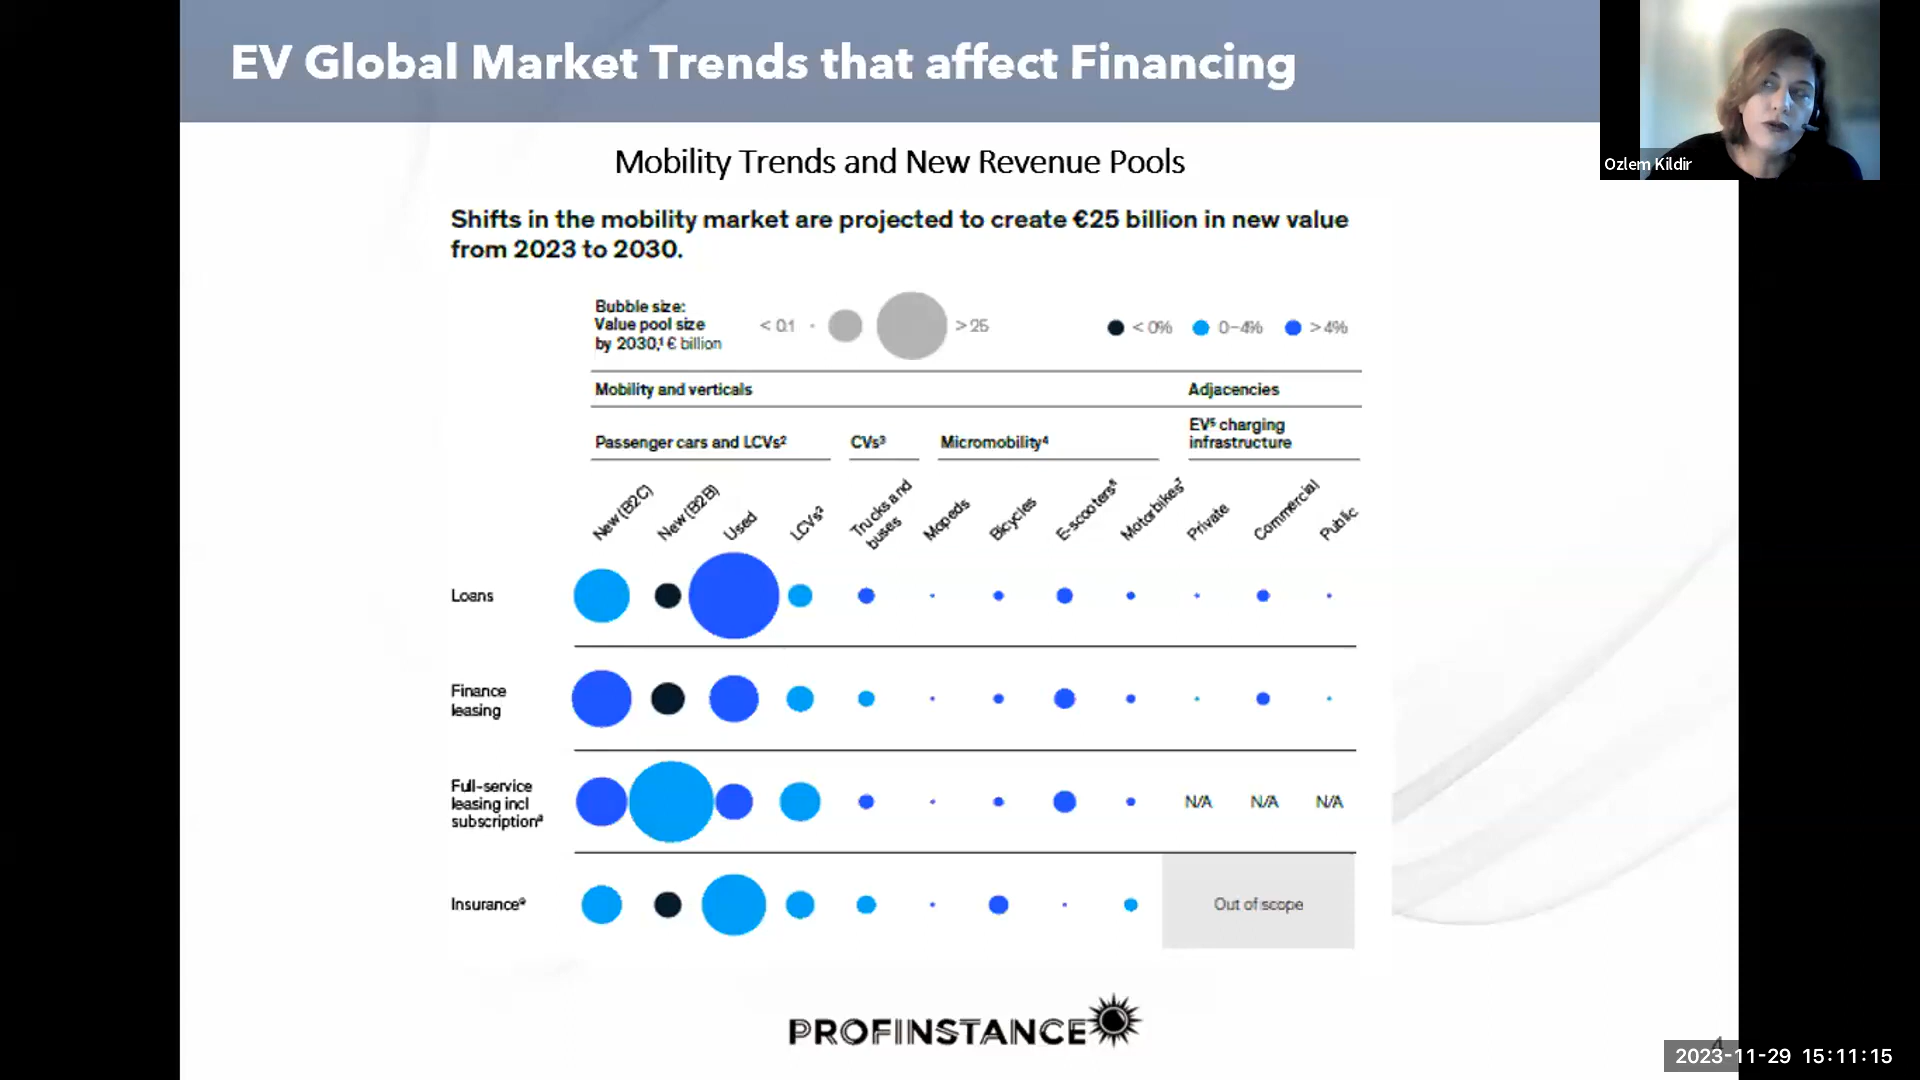 EV Global Market Trends that affect Financing
Ozlem Kildir
Mobility Trends and New Revenue Pools
Shifts in the mobility market are projected to create €25 billion in new value
from 2023 to 2030.
Bubble size:
Value pool size
by 2030,¹ € billion
< 0.1
> 25
< 0%
0–4%
> 4%
Mobility and verticals
Adjacencies
Passenger cars and LCVs²
CVs³
Micromobility⁴
EV⁵ charging
infrastructure
New (B2C)
New (B2B)
Used
LCVs²
Trucks and
buses
Mopeds
Bicycles
E-scooters⁶
Motorbikes⁷
Private
Commercial
Public
Loans
Finance
leasing
Full-service
leasing incl
subscription⁸
N/A
N/A
N/A
Insurance⁹
Out of scope
PROFINSTANCE
4
2023-11-29 15:11:15